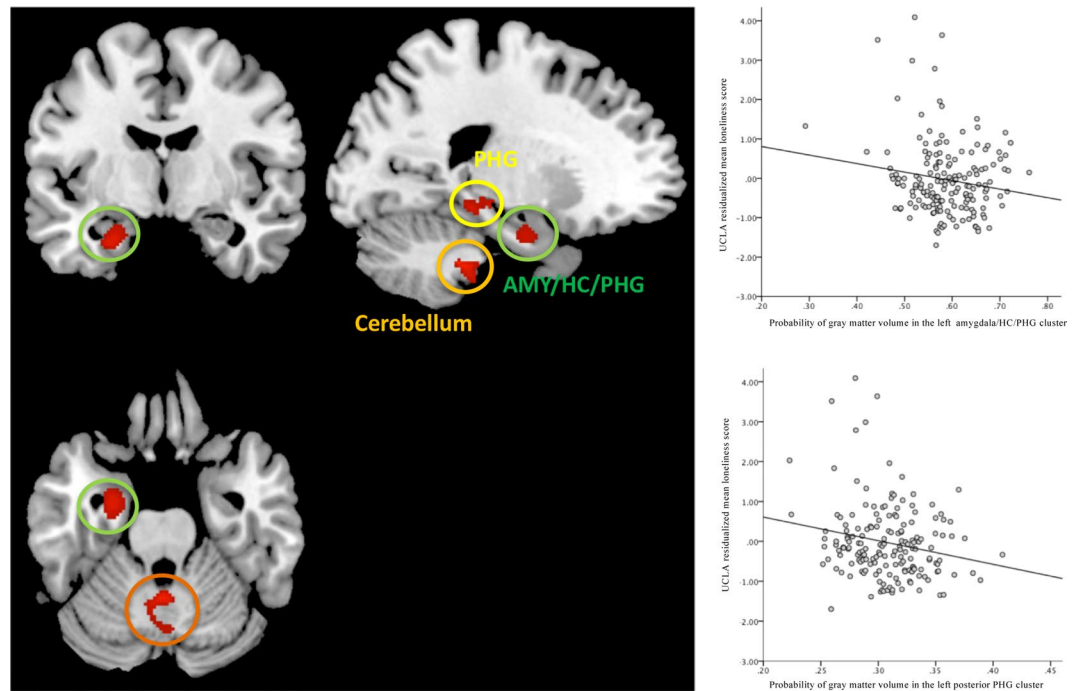 PHG
AMY/HC/PHG
Cerebellum
UCLA residualized mean loneliness score
4.00
3.00
2.00
1.00
.00
-1.00
-2.00
-3.00
.20 .30 .40 .50 .60 .70 .80
Probability of gray matter volume in the left amygdala/HC/PHG cluster
UCLA residualized mean loneliness score
4.00
3.00
2.00
1.00
.00
-1.00
-2.00
-3.00
.20 .25 .30 .35 .40 .45
Probability of gray matter volume in the left posterior PHG cluster